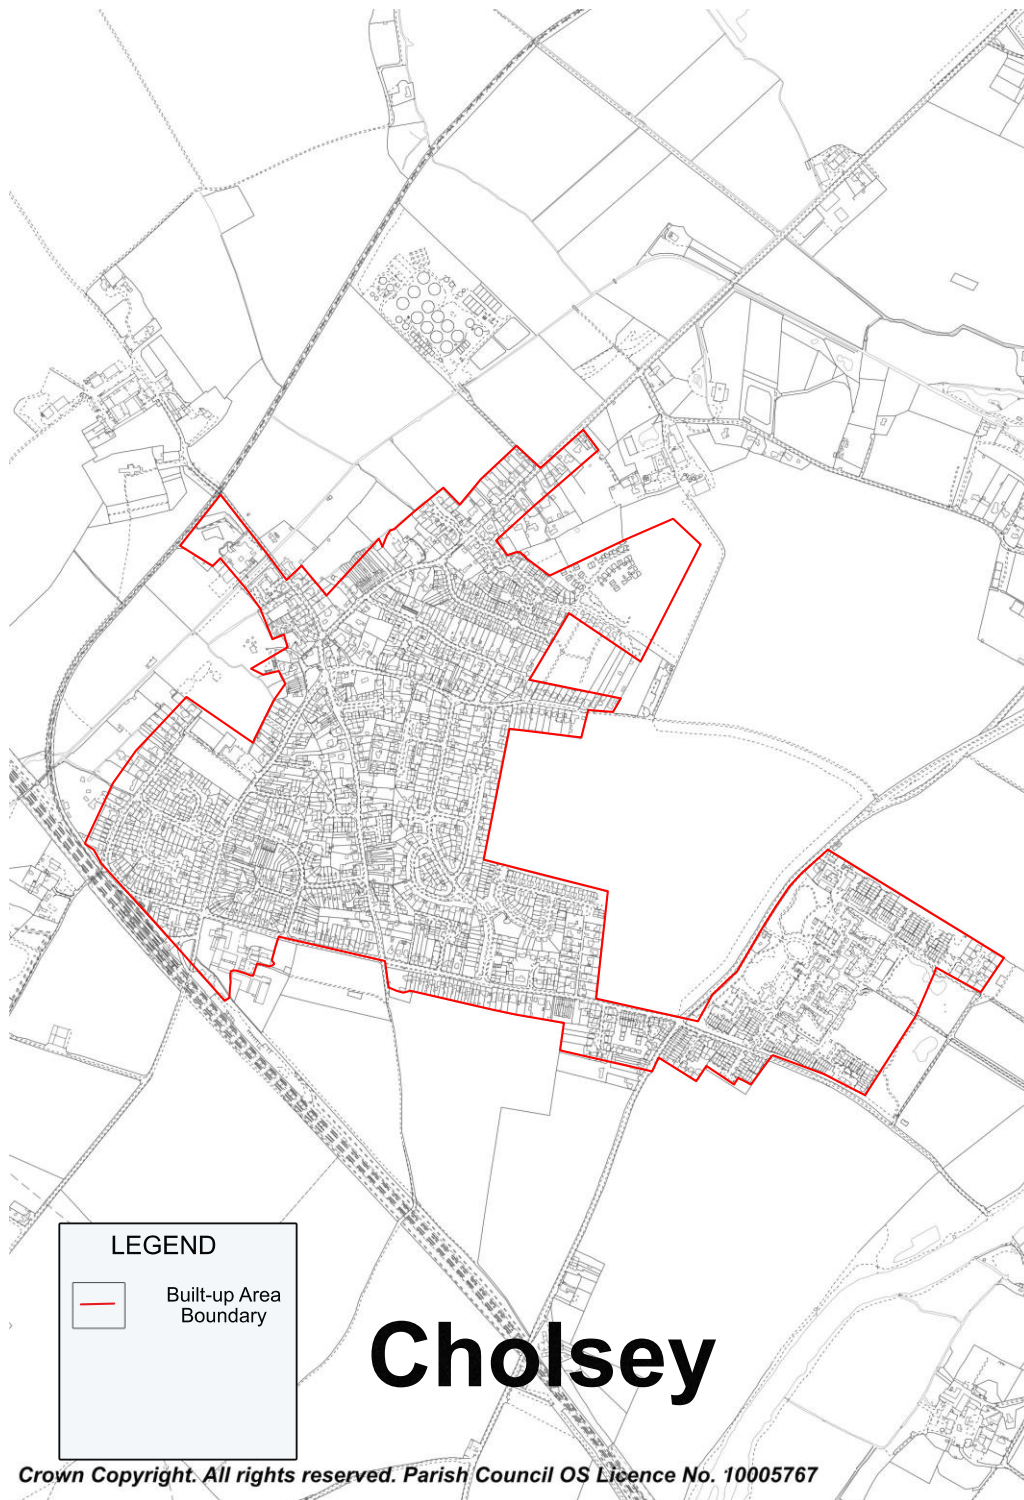 LEGEND
Built-up Area
Boundary
Cholsey
Crown Copyright. All rights reserved. Parish Council OS Licence No. 10005767